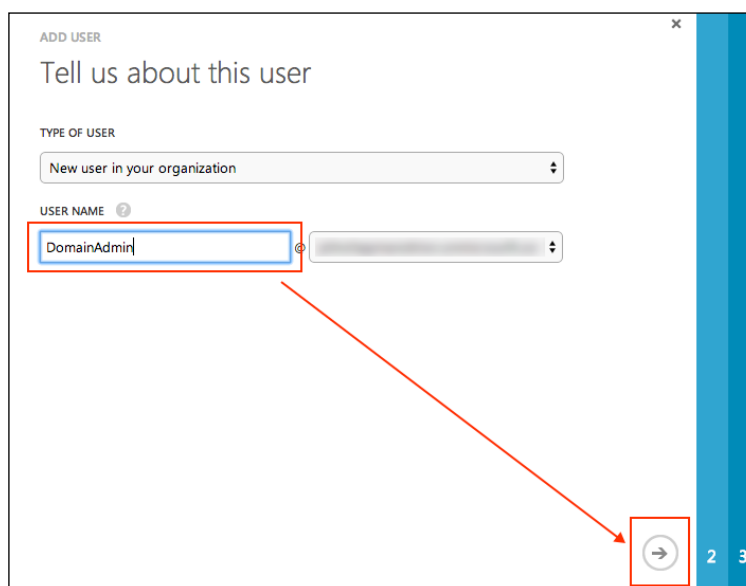 ADD USER
Tell us about this user
TYPE OF USER
New user in your organization
USER NAME ?
DomainAdmin @
2 3